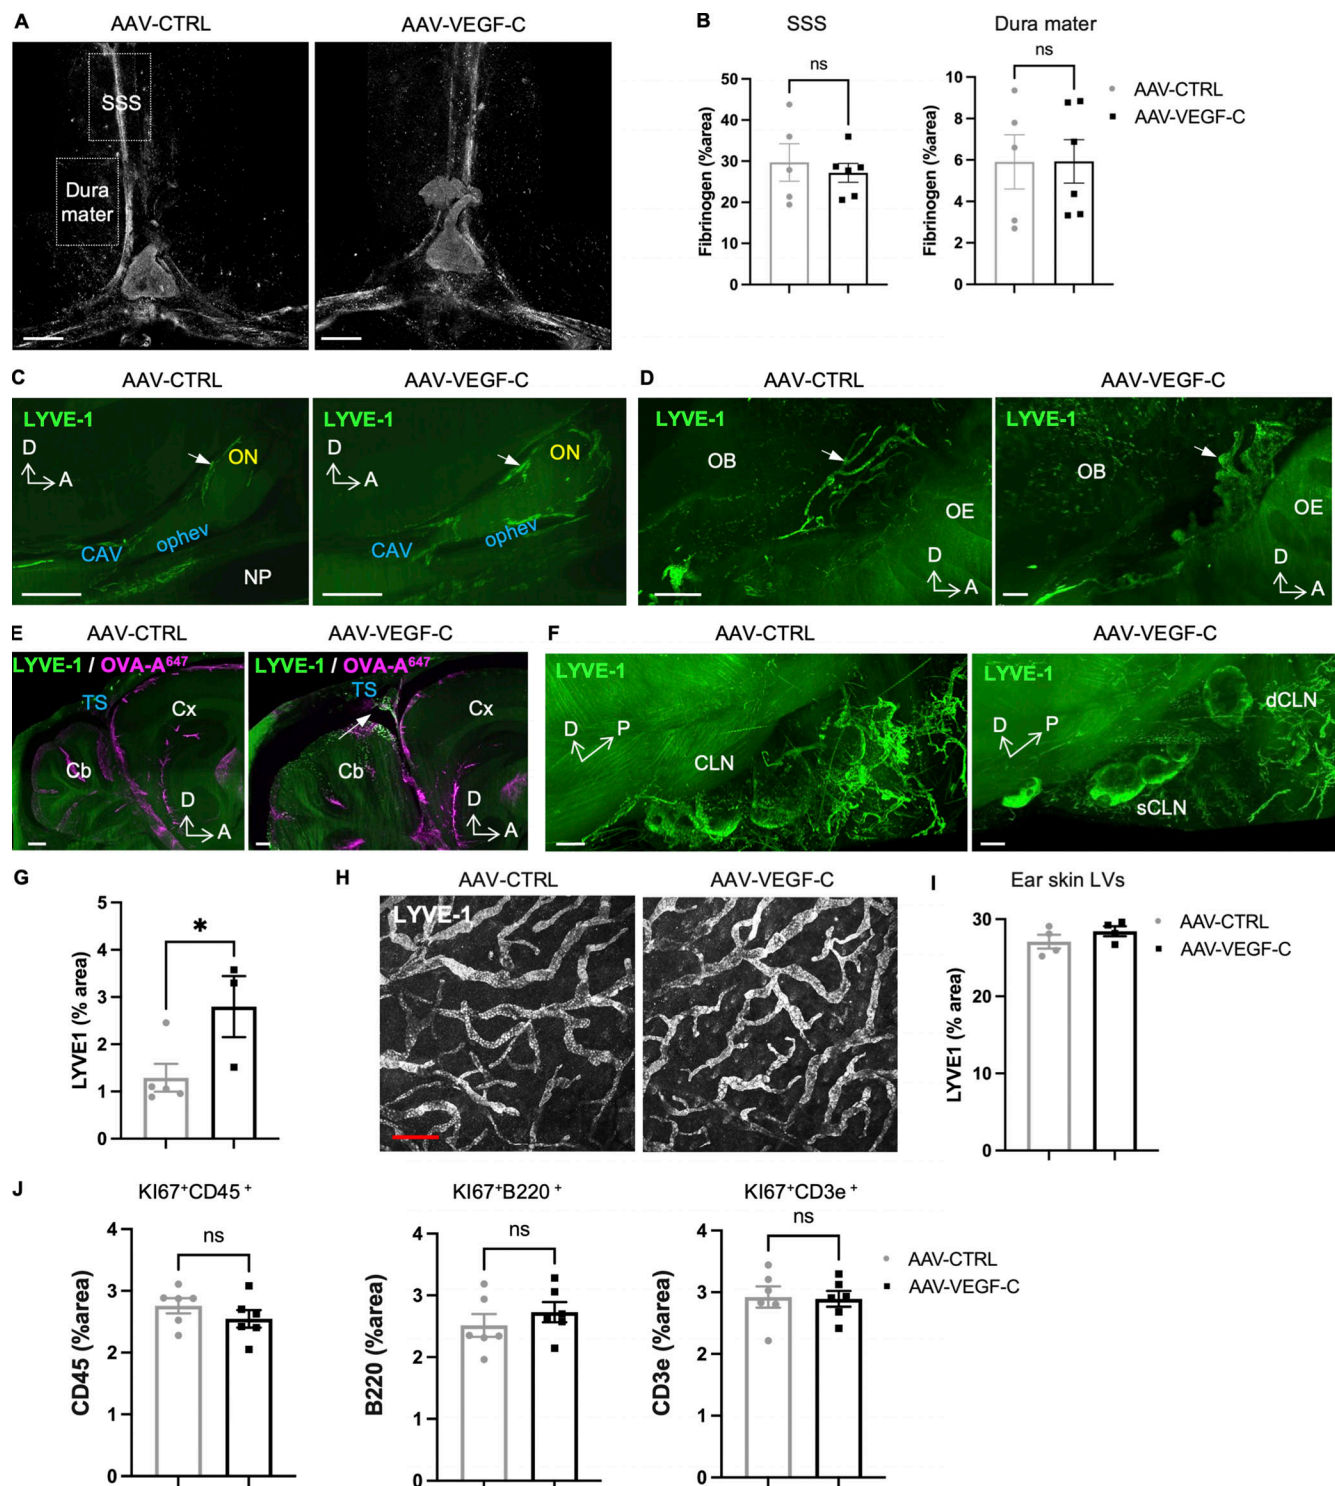 A
AAV-CTRL
AAV-VEGF-C
SSS
Dura
mater
B
SSS
Dura mater
ns
ns
Fibrinogen (%area)
50
40
30
20
10
0
Fibrinogen (%area)
10
8
6
4
2
0
AAV-CTRL
AAV-VEGF-C
C
AAV-CTRL
AAV-VEGF-C
LYVE-1
D
A
ON
CAV
ophev
NP
LYVE-1
D
A
ON
CAV
ophev
D
AAV-CTRL
AAV-VEGF-C
LYVE-1
OB
OE
D
A
LYVE-1
OB
OE
D
A
E
AAV-CTRL
AAV-VEGF-C
LYVE-1 / OVA-A647
TS
Cx
Cb
D
A
LYVE-1 / OVA-A647
TS
Cx
Cb
D
A
F
AAV-CTRL
AAV-VEGF-C
LYVE-1
D
P
CLN
LYVE-1
D
P
dCLN
sCLN
G
LYVE1 (% area)
5
4
3
2
1
0
*
H
AAV-CTRL
AAV-VEGF-C
LYVE-1
I
Ear skin LVs
LYVE1 (% area)
30
20
10
0
AAV-CTRL
AAV-VEGF-C
J
KI67+CD45 +
ns
CD45 (%area)
4
3
2
1
0
KI67+B220 +
ns
B220 (%area)
4
3
2
1
0
KI67+CD3e +
ns
CD3e (%area)
4
3
2
1
0
AAV-CTRL
AAV-VEGF-C